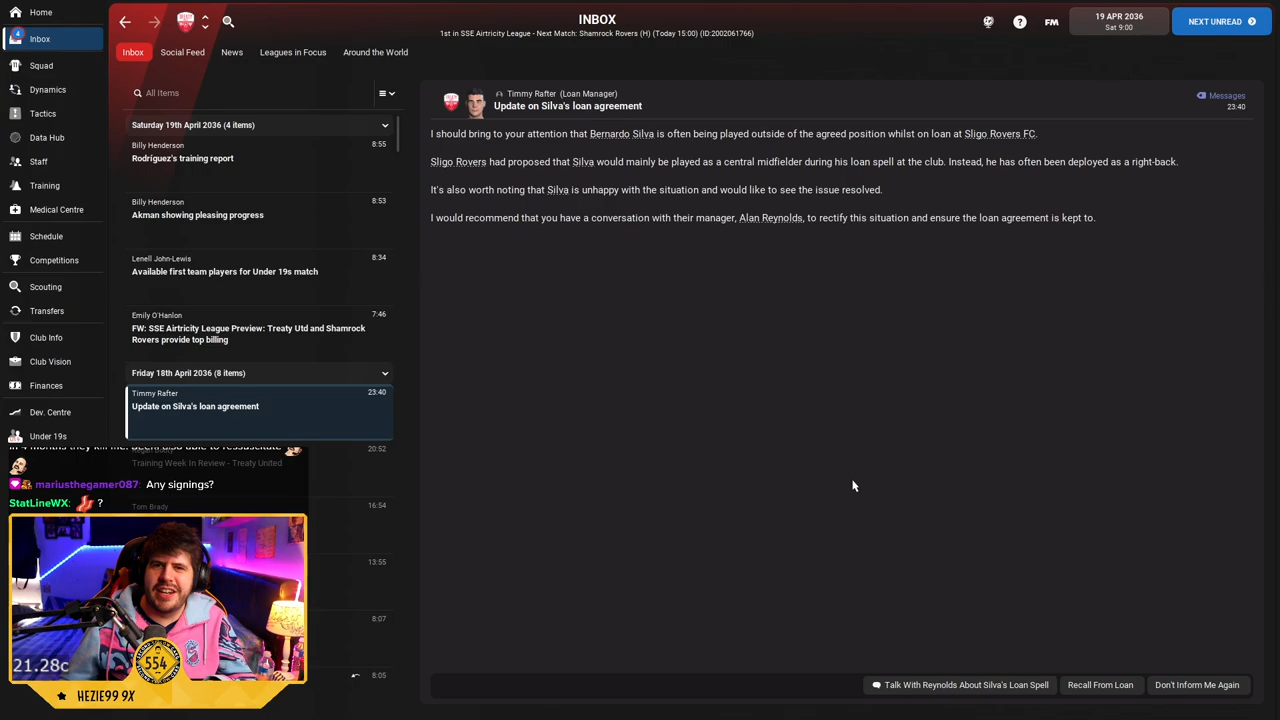 Home
4
Inbox
Squad
Dynamics
Tactics
Data Hub
Staff
Training
Medical Centre
Schedule
Competitions
Scouting
Transfers
Club Info
Club Vision
Finances
Dev. Centre
Under 19s
INBOX
1st in SSE Airtricity League - Next Match: Shamrock Rovers (H) (Today 15:00) (ID:2002061766)
?
FM
19 APR 2036
Sat 9:00
NEXT UNREAD
Inbox
Social Feed
News
Leagues in Focus
Around the World
All Items
Saturday 19th April 2036 (4 items)
Billy Henderson
8:55
Rodríguez's training report
Billy Henderson
8:53
Akman showing pleasing progress
Lenell John-Lewis
8:34
Available first team players for Under 19s match
Emily O'Hanlon
7:46
FW: SSE Airtricity League Preview: Treaty Utd and Shamrock
Rovers provide top billing
Friday 18th April 2036 (8 items)
Timmy Rafter
23:40
Update on Silva's loan agreement
20:52
Training Week In Review - Treaty United
Tom Brady
16:54
13:55
8:07
8:05
Timmy Rafter (Loan Manager)
Update on Silva's loan agreement
Messages
23:40
I should bring to your attention that Bernardo Silva is often being played outside of the agreed position whilst on loan at Sligo Rovers FC.
Sligo Rovers had proposed that Silva would mainly be played as a central midfielder during his loan spell at the club. Instead, he has often been deployed as a right-back.
It's also worth noting that Silva is unhappy with the situation and would like to see the issue resolved.
I would recommend that you have a conversation with their manager, Alan Reynolds, to rectify this situation and ensure the loan agreement is kept to.
Talk With Reynolds About Silva's Loan Spell
Recall From Loan
Don't Inform Me Again
mariusthegamer087: Any signings?
StatLineWX: ?
21.28c
554
HEZIE99 9X